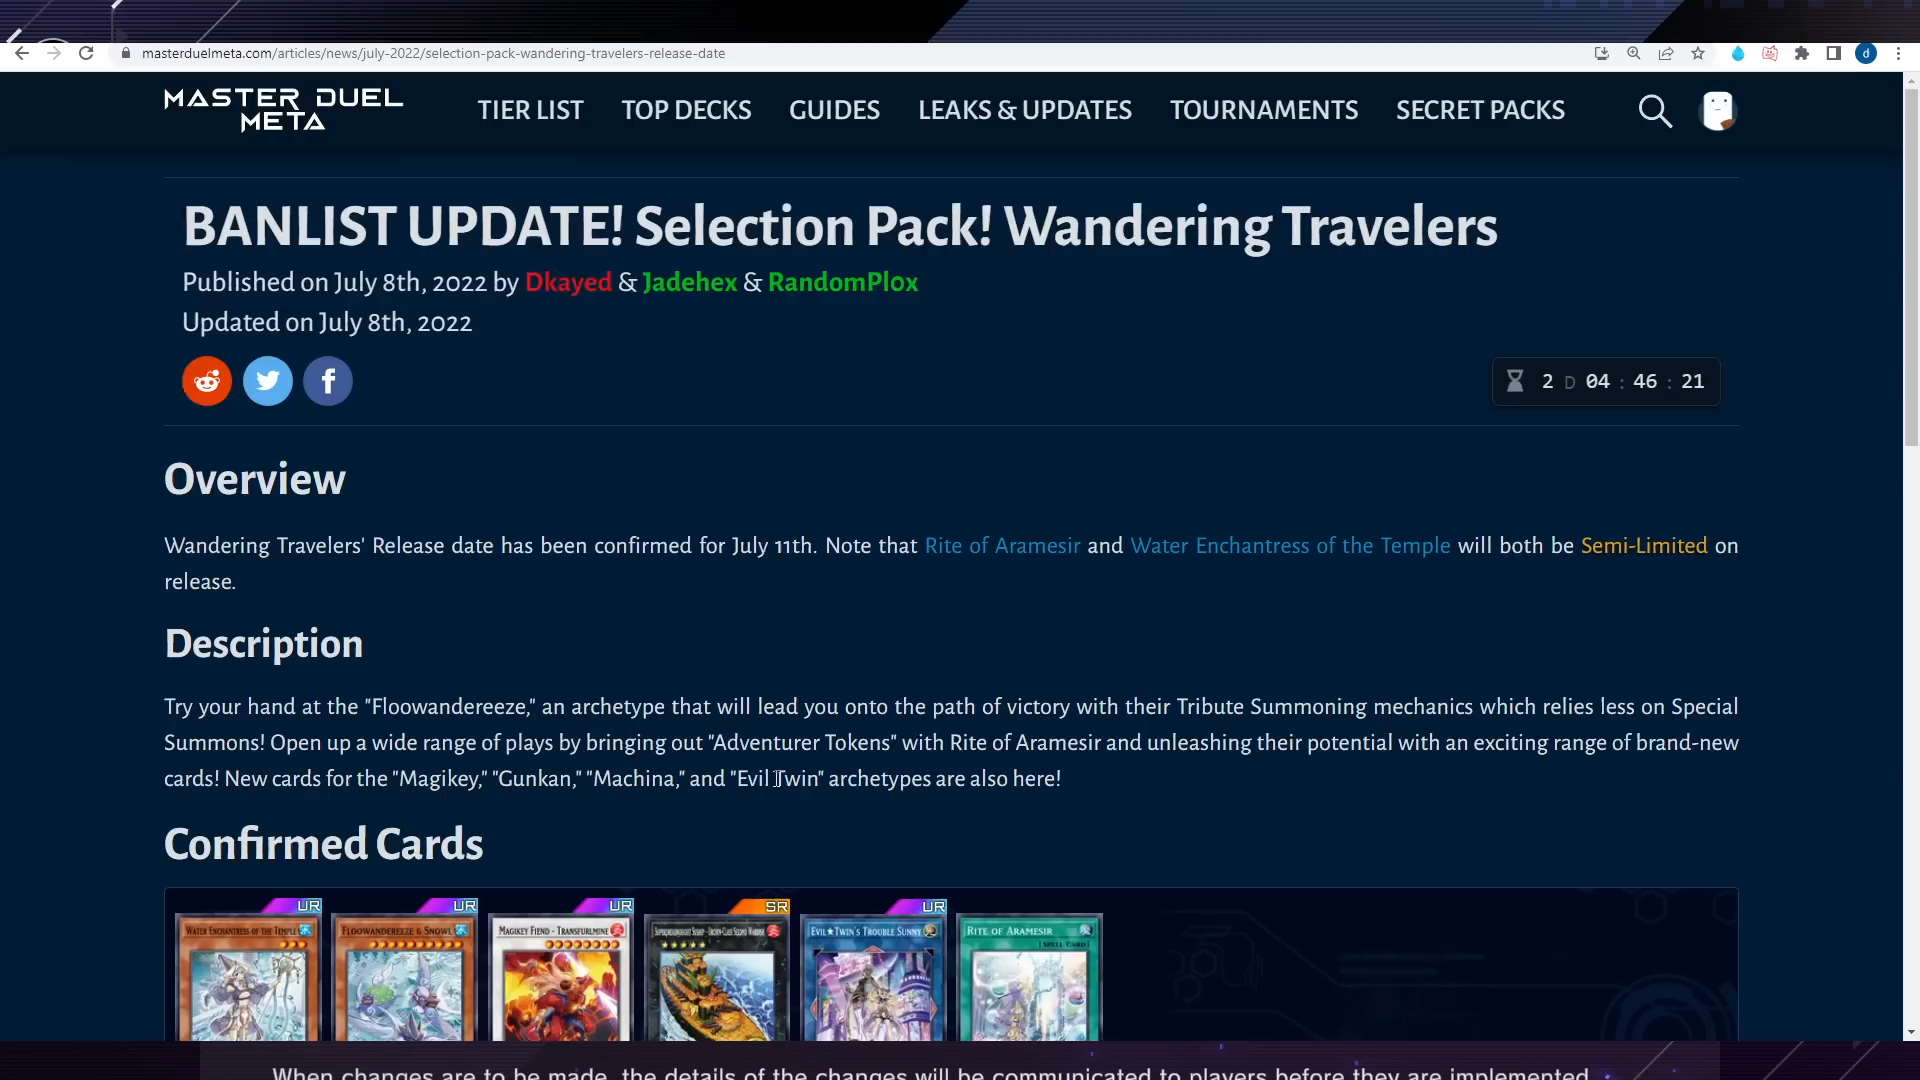 masterduelmeta.com/articles/news/july-2022/selection-pack-wandering-travelers-release-date
d
MASTER DUEL
META
TIER LIST TOP DECKS GUIDES LEAKS & UPDATES TOURNAMENTS SECRET PACKS
BANLIST UPDATE! Selection Pack! Wandering Travelers
Published on July 8th, 2022 by Dkayed & Jadehex & RandomPlox
Updated on July 8th, 2022
2 D 04 : 46 : 21
Overview
Wandering Travelers' Release date has been confirmed for July 11th. Note that Rite of Aramesir and Water Enchantress of the Temple will both be Semi-Limited on
release.
Description
Try your hand at the "Floowandereeze," an archetype that will lead you onto the path of victory with their Tribute Summoning mechanics which relies less on Special
Summons! Open up a wide range of plays by bringing out "Adventurer Tokens" with Rite of Aramesir and unleashing their potential with an exciting range of brand-new
cards! New cards for the "Magikey," "Gunkan," "Machina," and "Evil Twin" archetypes are also here!
Confirmed Cards
UR UR UR SR UR
WATER ENCHANTRESS OF THE TEMPLE FLOOWANDEREEZE & SNOWL MAGIKEY FIEND - TRANSFURLMINE EVIL★TWIN'S TROUBLE SUNNY RITE OF ARAMESIR
[SPELL CARD]
When changes are to be made, the details of the changes will be communicated to players before they are implemented.